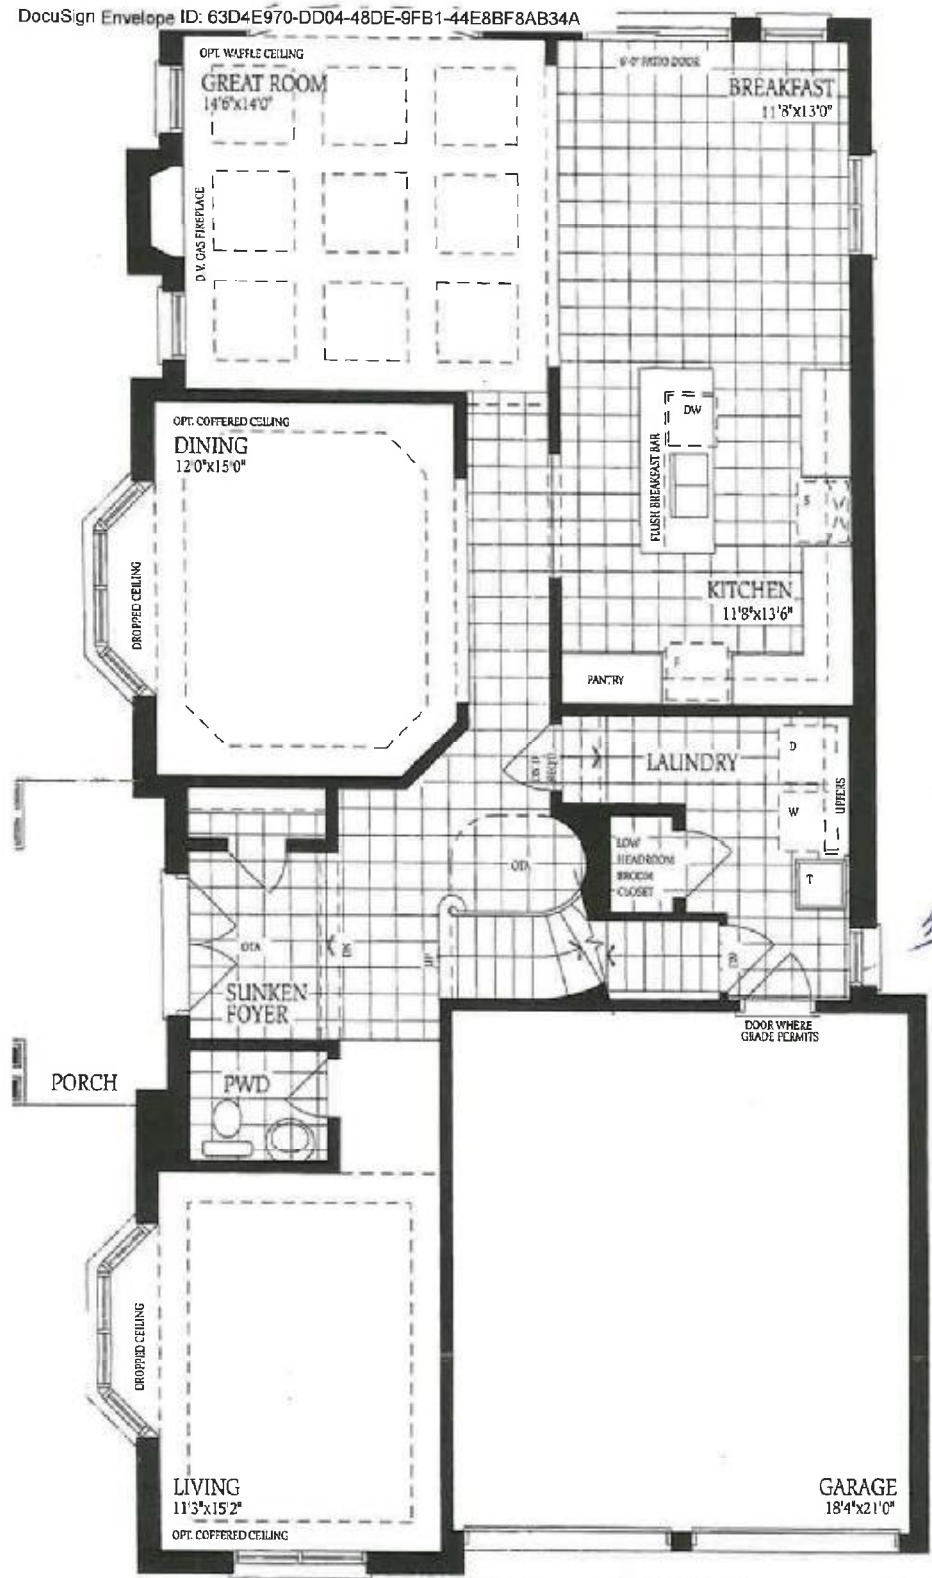 DocuSign Envelope ID: 63D4E970-DD04-48DE-9FB1-44E8BF8AB34A
OPT. WAFFLE CEILING
GREAT ROOM
14'6"x14'0"
D.V. GAS FIREPLACE
6'-0" PATIO DOOR
BREAKFAST
11'8"x13'0"
OPT. COFFERED CEILING
DINING
12'0"x15'0"
DROPPED CEILING
DW
FLUSH BREAKFAST BAR
S
KITCHEN
11'8"x13'6"
F
PANTRY
LAUNDRY
D
W
UPPERS
T
LOW
HEADROOM
BROOM
CLOSET
OTA
DN
UP
SUNKEN
FOYER
DOOR WHERE
GRADE PERMITS
PORCH
PWD
DROPPED CEILING
LIVING
11'3"x15'2"
OPT. COFFERED CEILING
GARAGE
18'4"x21'0"